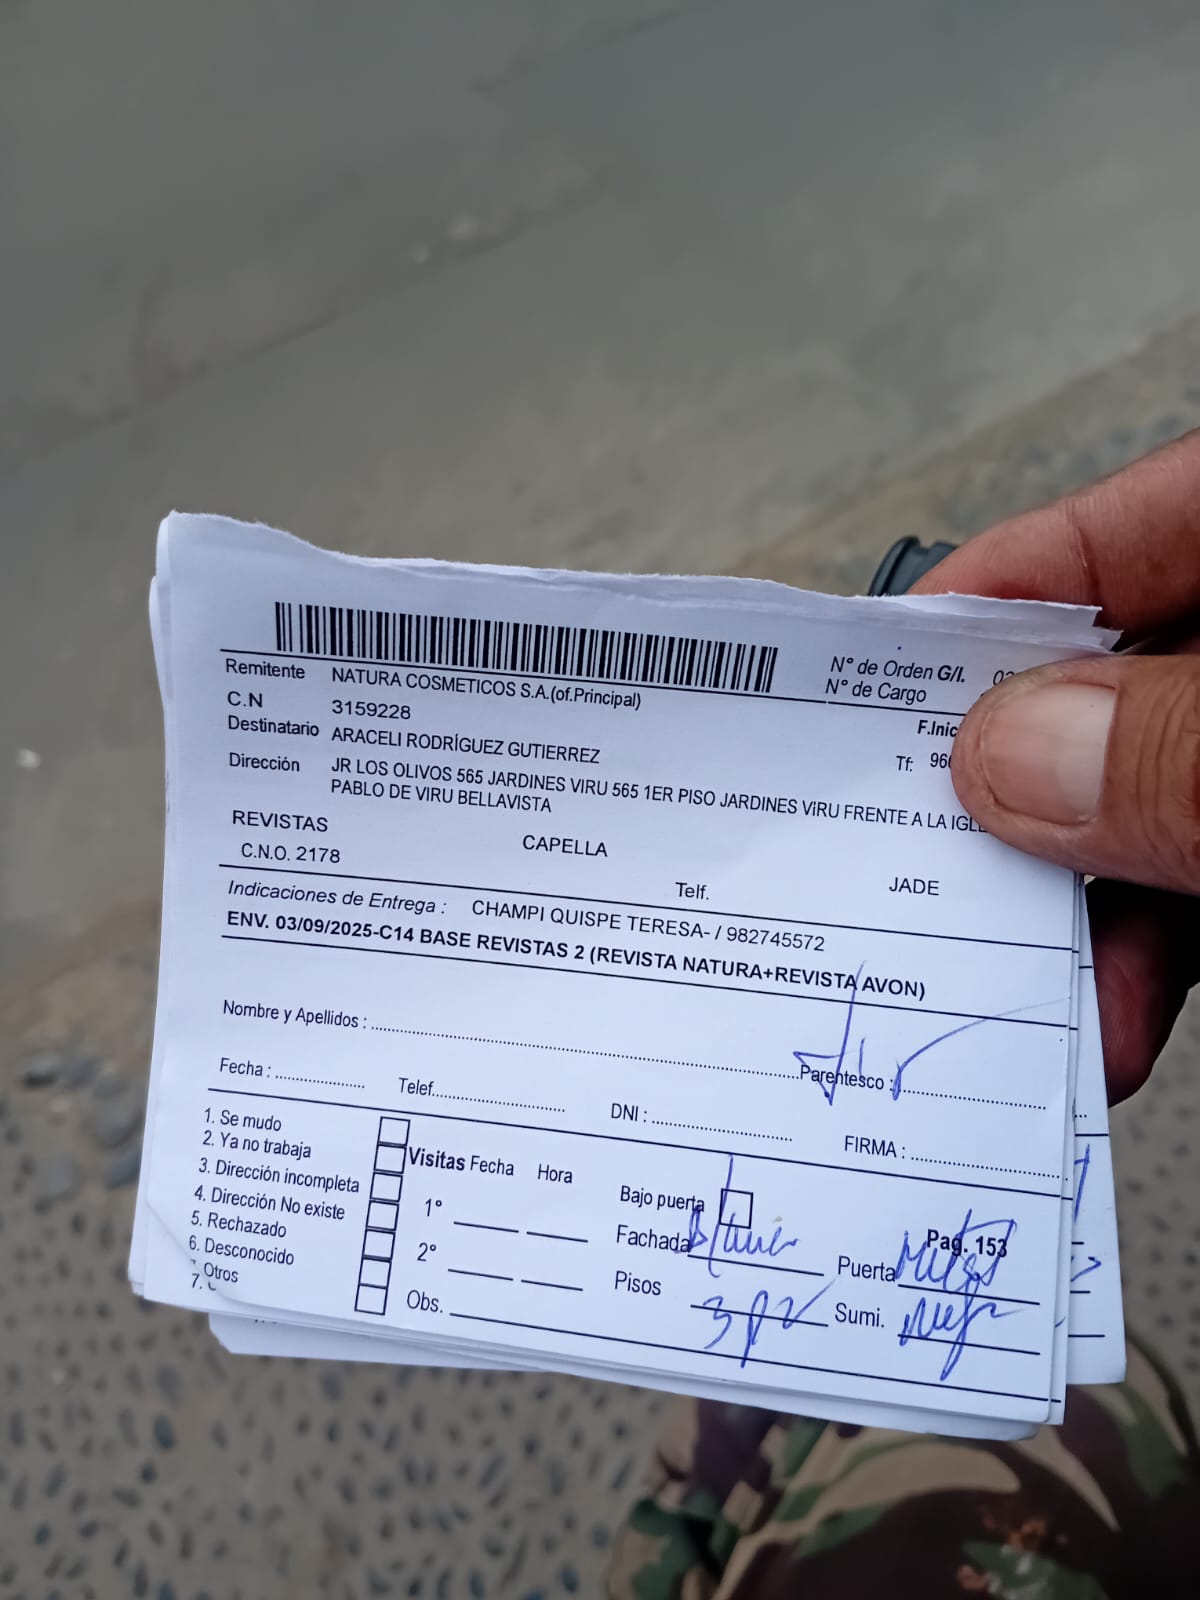 Remitente NATURA COSMETICOS S.A.(of.Principal) N° de Orden G/I.
N° de Cargo
C.N 3159228 F.Inic
Destinatario ARACELI RODRÍGUEZ GUTIERREZ Tf: 96
Dirección JR LOS OLIVOS 565 JARDINES VIRU 565 1ER PISO JARDINES ViRU FRENTE A LA IGL
PABLO DE VIRU BELLAVISTA
REVISTAS CAPELLA JADE
C.N.O. 2178 Telf.
Indicaciones de Entrega : CHAMPI QUISPE TERESA- / 982745572
ENV. 03/09/2025-C14 BASE REVISTAS 2 (REVISTA NATURA+REVISTA AVON)
Nombre y Apellidos : Parentesco :
Fecha : Telef. DNI : FIRMA :
1. Se mudo
2. Ya no trabaja
3. Dirección incompleta
4. Dirección No existe
5. Rechazado
6. Desconocido
Otros
7.
Visitas Fecha Hora
1°
2°
Obs.
Bajo puerta
Fachada Blanco
Pisos 3
Pag. 153
Puerta
Sumi.